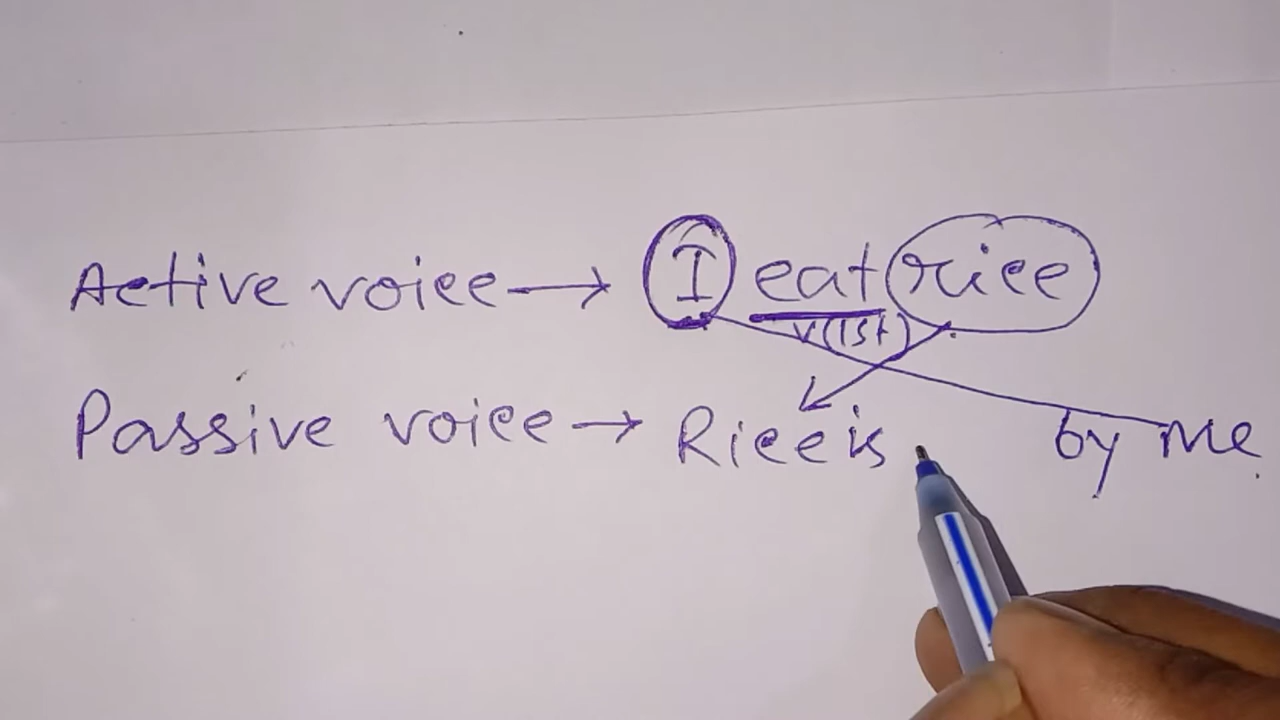 Active voice → I eat rice
V(1st)
Passive voice → Rice is by Me.